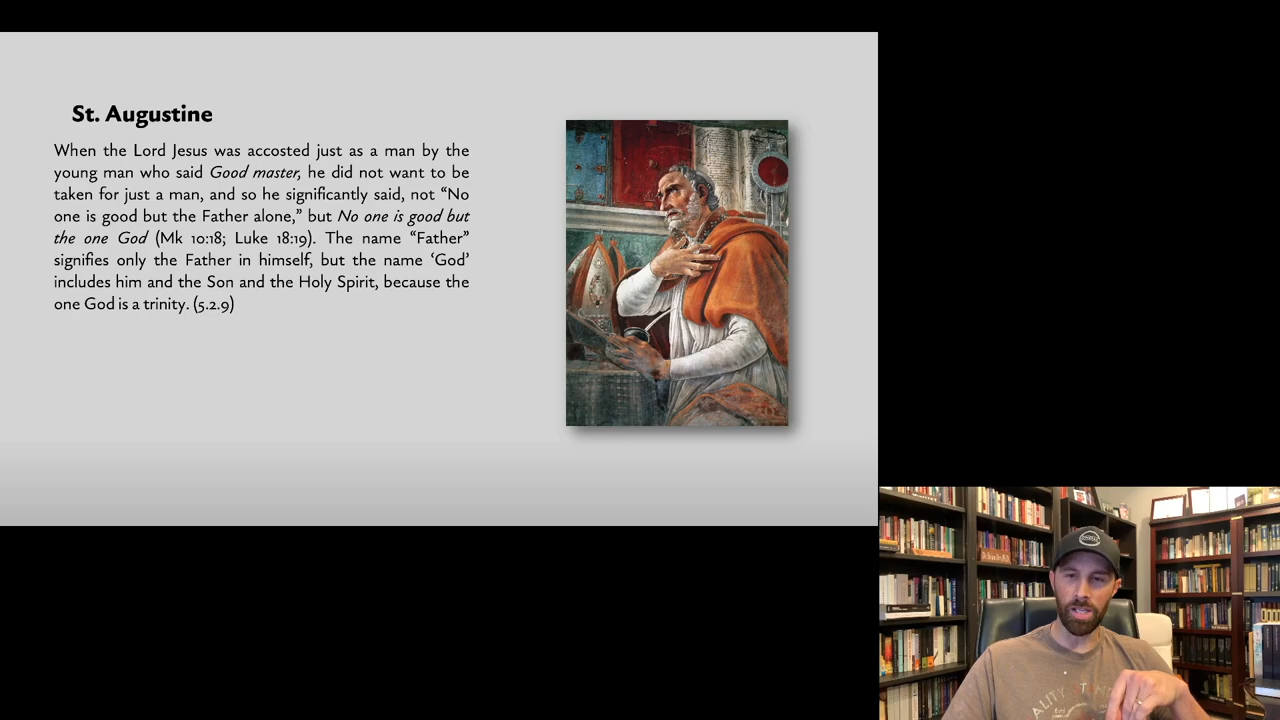 St. Augustine
When the Lord Jesus was accosted just as a man by the
young man who said Good master, he did not want to be
taken for just a man, and so he significantly said, not “No
one is good but the Father alone,” but No one is good but
the one God (Mk 10:18; Luke 18:19). The name “Father”
signifies only the Father in himself, but the name ‘God’
includes him and the Son and the Holy Spirit, because the
one God is a trinity. (5.2.9)